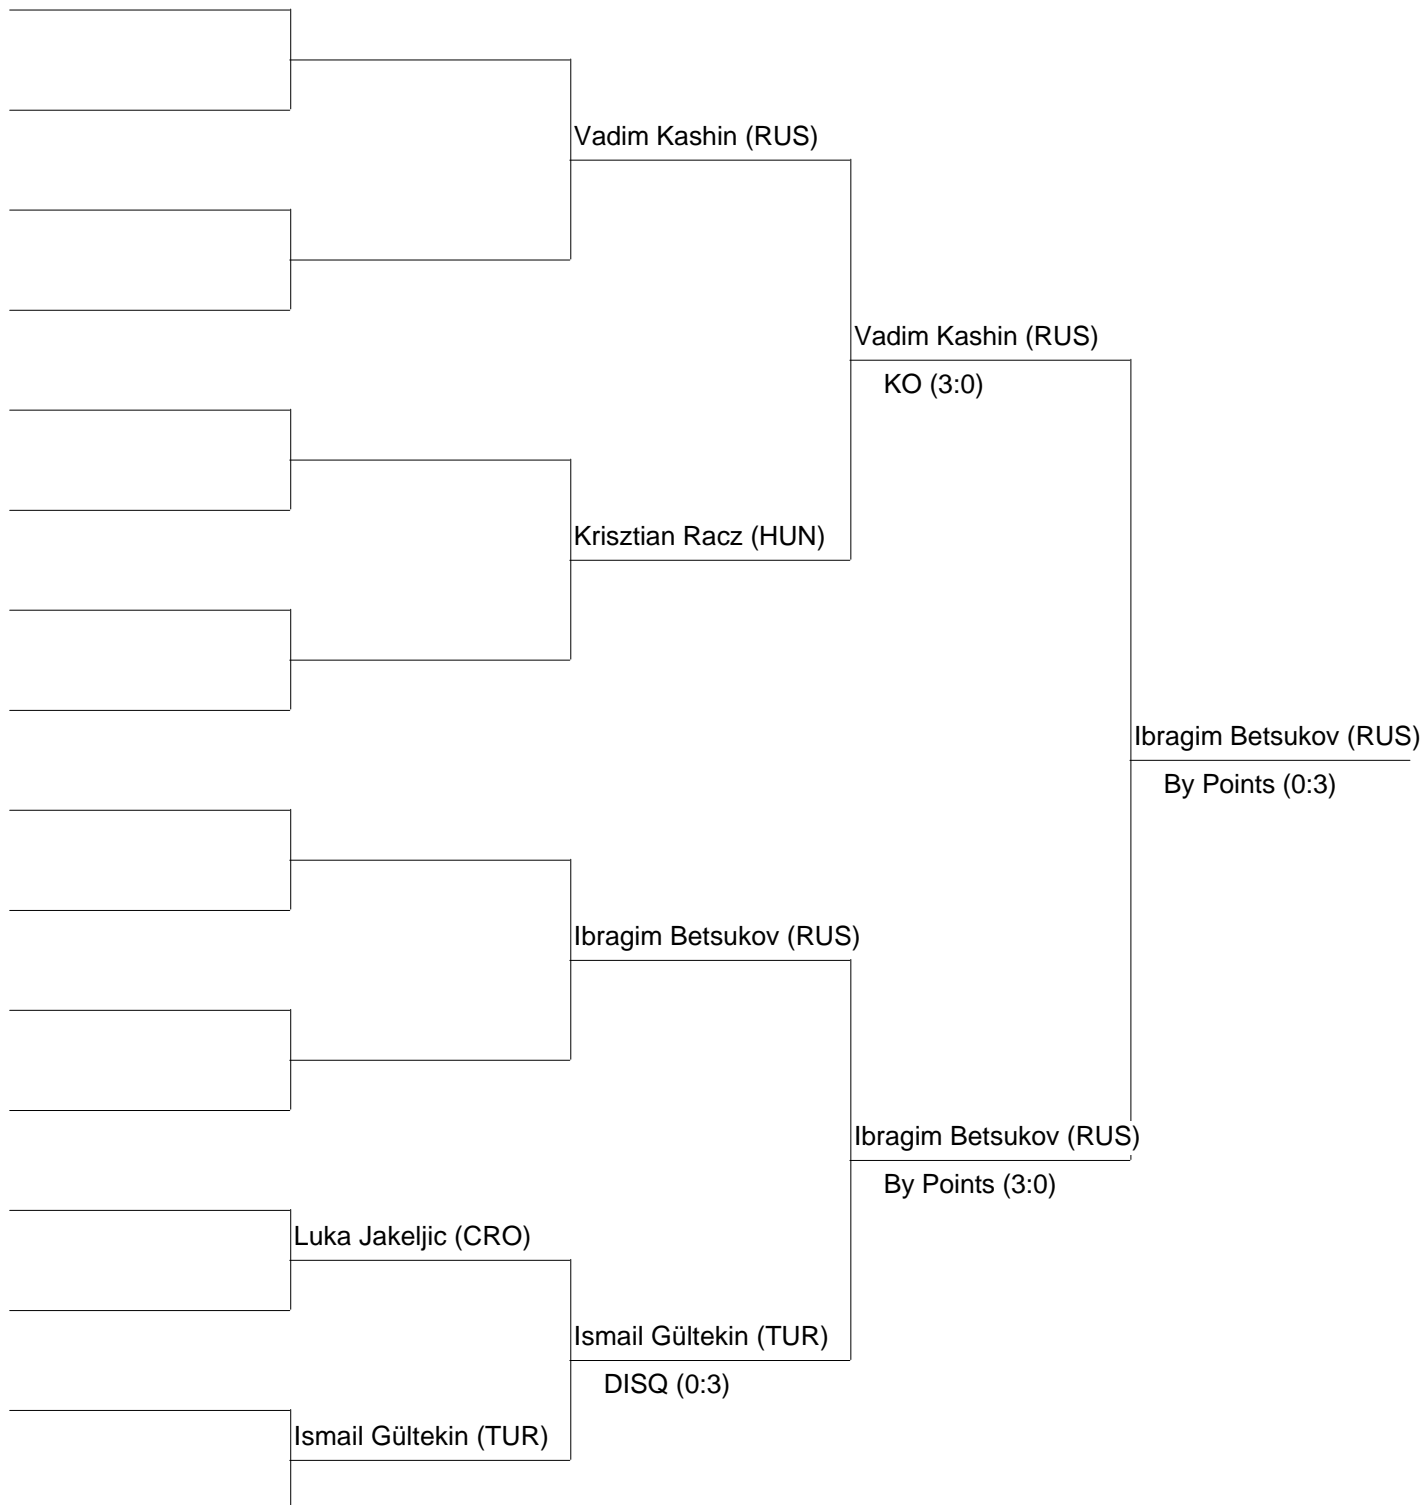 Vadim Kashin (RUS)
Vadim Kashin (RUS)
KO (3:0)
Krisztian Racz (HUN)
Ibragim Betsukov (RUS)
By Points (0:3)
Ibragim Betsukov (RUS)
Ibragim Betsukov (RUS)
By Points (3:0)
Luka Jakeljic (CRO)
Ismail Gültekin (TUR)
DISQ (0:3)
Ismail Gültekin (TUR)